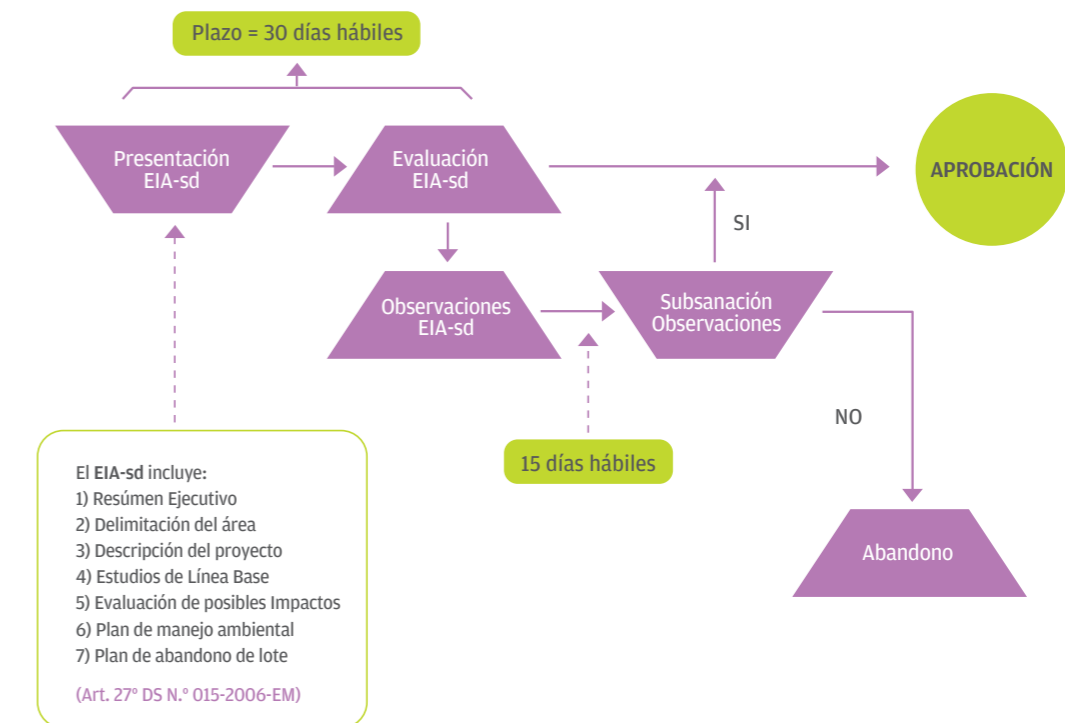 Plazo = 30 días hábiles
Presentación
EIA-sd
Evaluación
EIA-sd
APROBACIÓN
SI
Observaciones
EIA-sd
Subsanación
Observaciones
NO
15 días hábiles
Abandono
El EIA-sd incluye:
1) Resúmen Ejecutivo
2) Delimitación del área
3) Descripción del proyecto
4) Estudios de Línea Base
5) Evaluación de posibles Impactos
6) Plan de manejo ambiental
7) Plan de abandono de lote
(Art. 27° DS N.° 015-2006-EM)